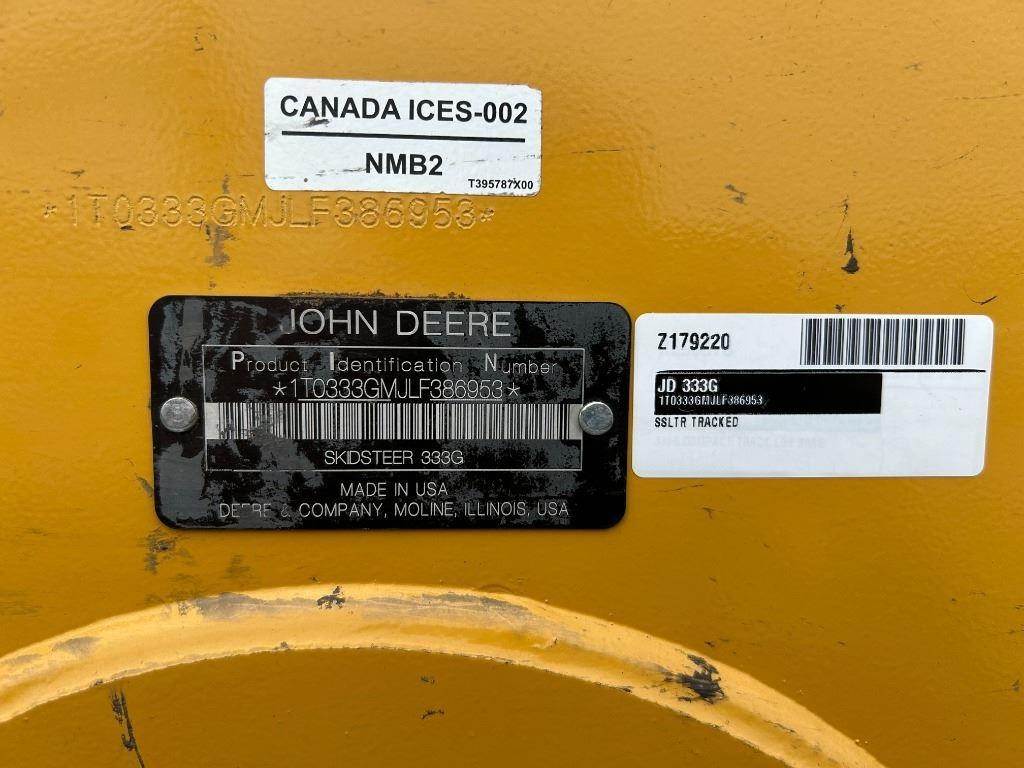 CANADA ICES-002
NMB2
T395787X00
*1T0333GMJLF386953*
JOHN DEERE
Product Identification Number
*1T0333GMJLF386953*
SKIDSTEER 333G
MADE IN USA
DEERE & COMPANY, MOLINE, ILLINOIS, USA
Z179220
JD 333G
1T0333GMJLF386953
SSLTR TRACKED